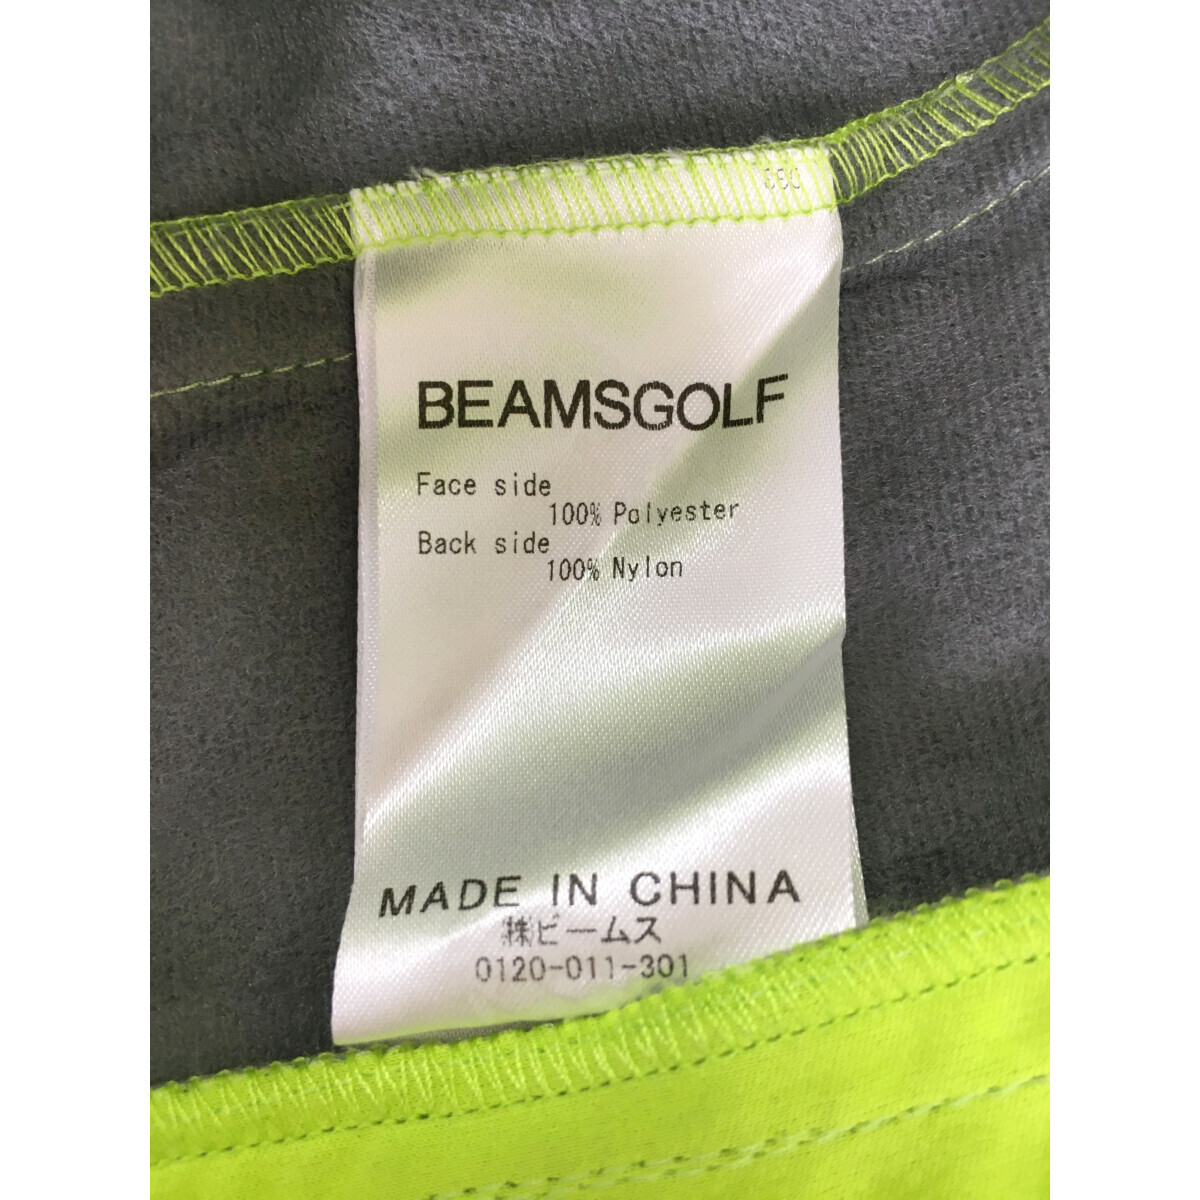 BEAMSGOLF
Face side
100% Polyester
Back side
100% Nylon
MADE IN CHINA
㈱ビームス
0120-011-301